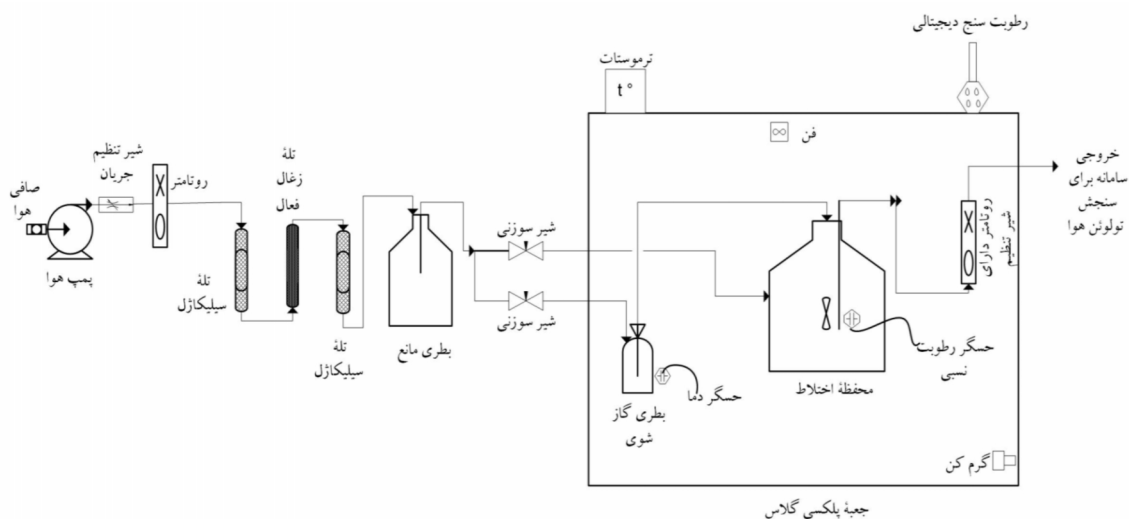 رطوبت سنج دیجیتالی
ترموستات
t°
فن
خروجی
سامانه برای
سنجش
تولوئن هوا
صافی
هوا
پمپ هوا
شیر تنظیم
جریان
روتامتر
تلهٔ
سیلیکاژل
تلهٔ
زغال
فعال
تلهٔ
سیلیکاژل
بطری مانع
شیر سوزنی
شیر سوزنی
بطری گاز
شوی
حسگر دما
محفظهٔ اختلاط
حسگر رطوبت
نسبی
روتامتر دارای
شیر تنظیم
گرم کن
جعبهٔ پلکسی گلاس